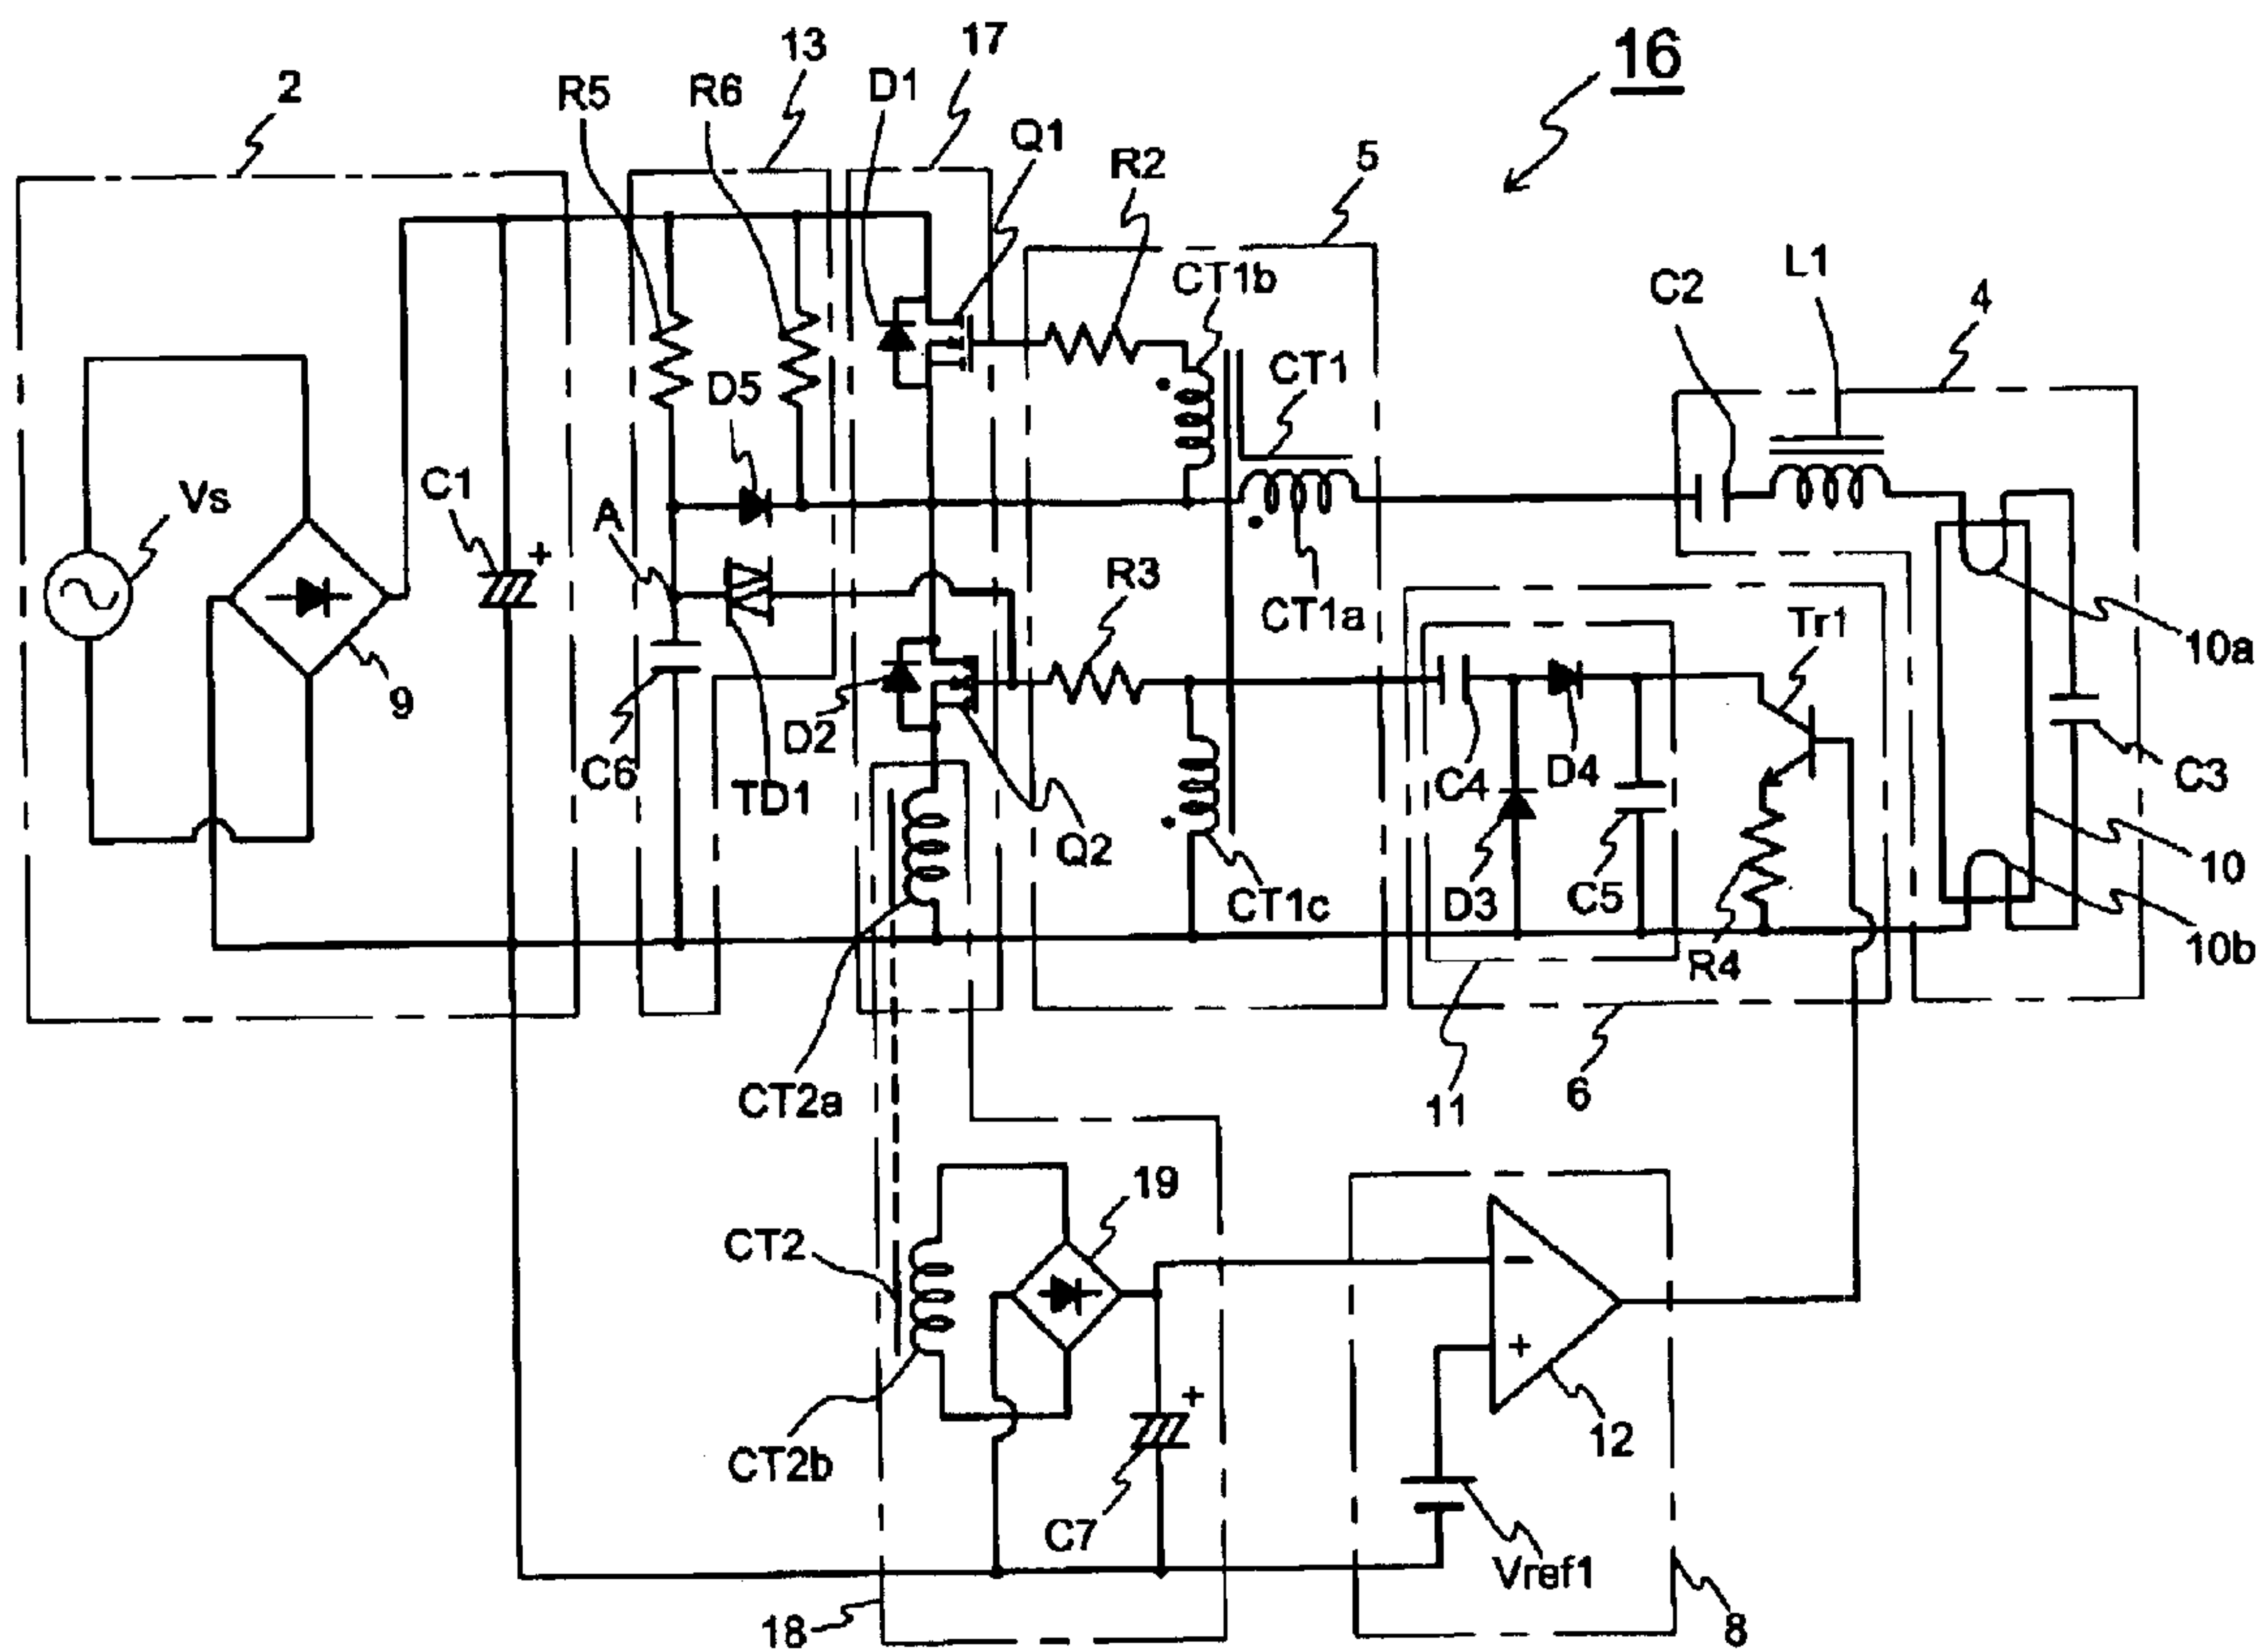 16
13
17
2
R5
R6
D1
Q1
R2
5
CT1b
L1
C2
4
CT1
D5
Vs
C1
+
A
R3
CT1a
Tr1
10a
9
D2
C6
TD1
C4
D4
C3
Q2
10
CT1c
D3
C5
R4
10b
CT2a
11
6
19
CT2
−
+
+
12
CT2b
C7
Vref1
18
8